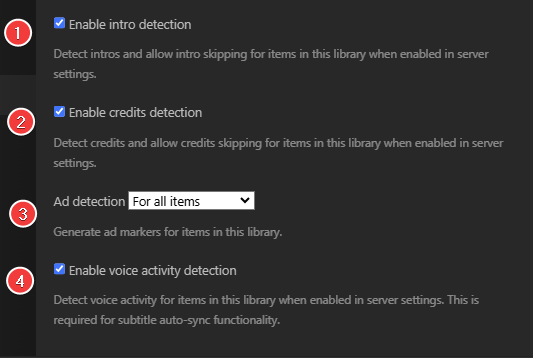 1 Enable intro detection
Detect intros and allow intro skipping for items in this library when enabled in server
settings.
2 Enable credits detection
Detect credits and allow credits skipping for items in this library when enabled in server
settings.
Ad detection For all items
3
Generate ad markers for items in this library.
4 Enable voice activity detection
Detect voice activity for items in this library when enabled in server settings. This is
required for subtitle auto-sync functionality.